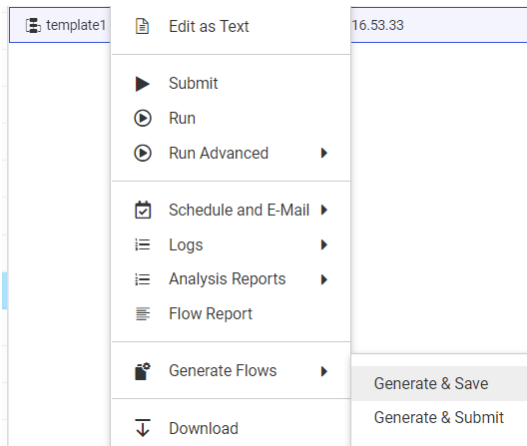 template1
16.53.33
Edit as Text
Submit
Run
Run Advanced
Schedule and E-Mail
Logs
Analysis Reports
Flow Report
Generate Flows
Generate & Save
Generate & Submit
Download